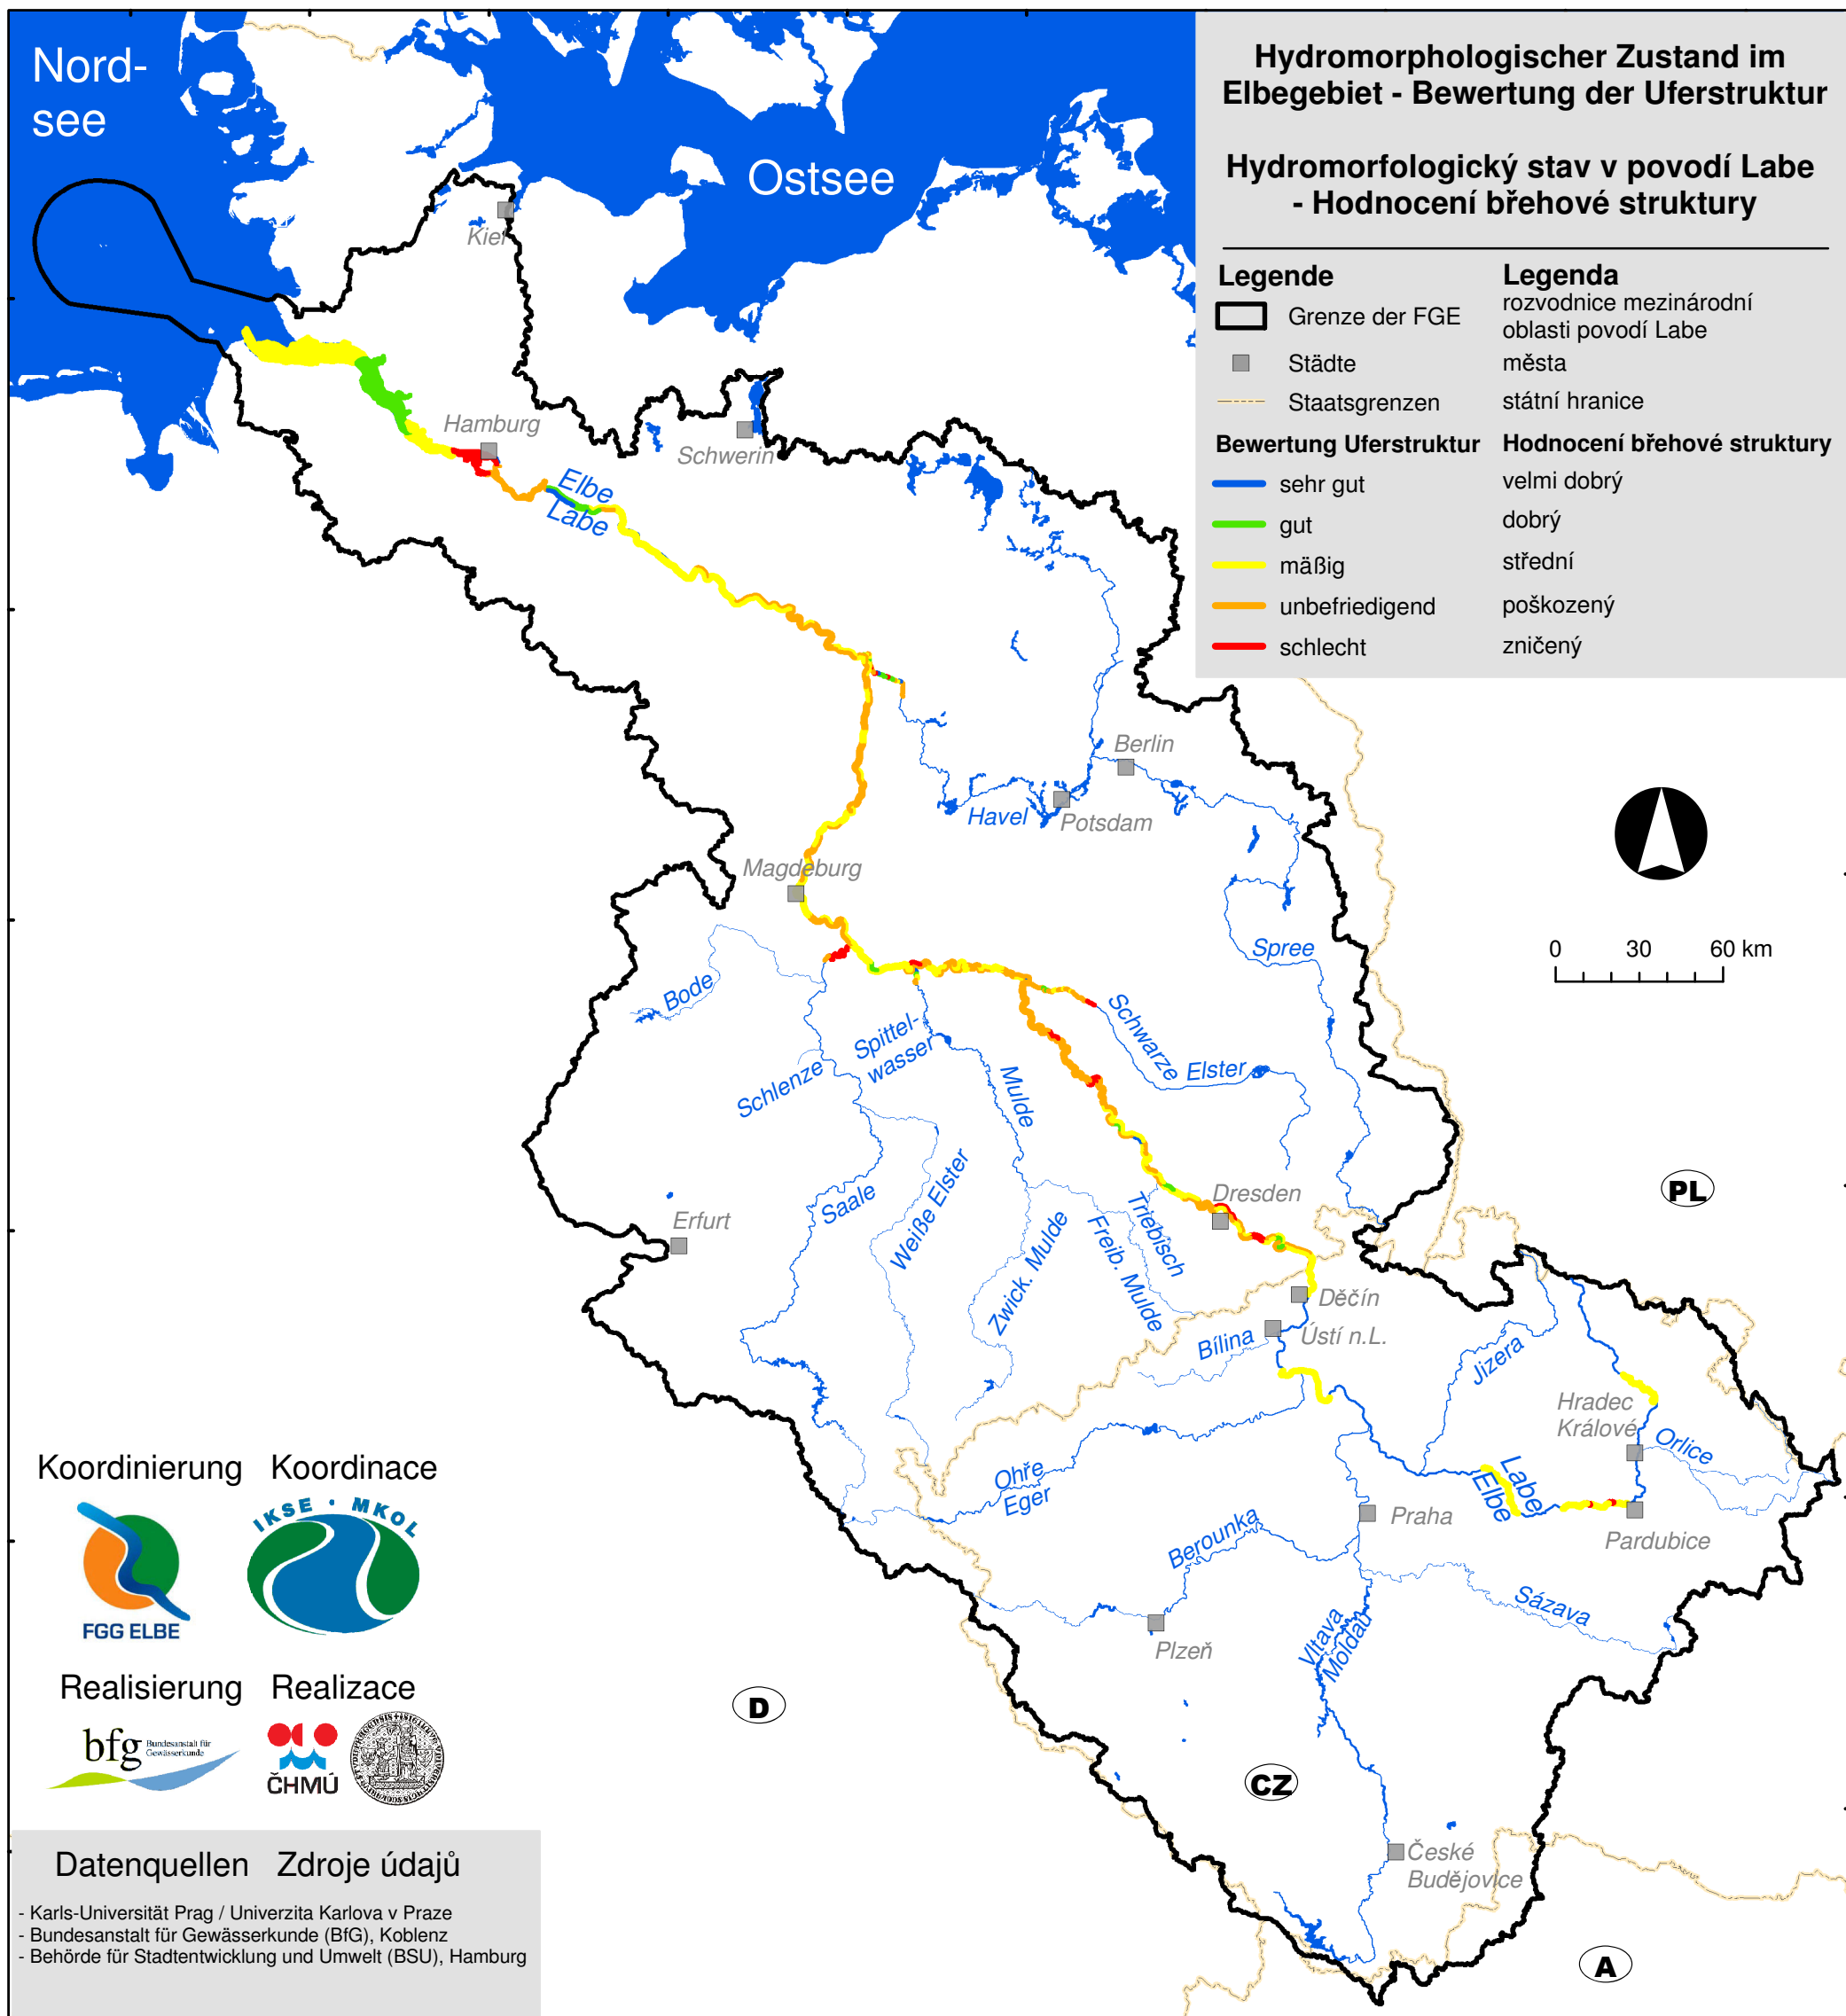 Nord-
see
Ostsee
Hydromorphologischer Zustand im
Elbegebiet - Bewertung der Uferstruktur
Hydromorfologický stav v povodí Labe
- Hodnocení břehové struktury
Legende Legenda
Grenze der FGE rozvodnice mezinárodní
oblasti povodí Labe
Städte města
Staatsgrenzen státní hranice
Bewertung Uferstruktur Hodnocení břehové struktury
sehr gut velmi dobrý
gut dobrý
mäßig střední
unbefriedigend poškozený
schlecht zničený
Kiel
Hamburg
Schwerin
Elbe
Labe
Berlin
Havel
Potsdam
Magdeburg
0 30 60 km
Spree
Bode
Spittel-
wasser
Schwarze Elster
Schlenze
Mulde
PL
Saale
Weiße Elster
Zwick. Mulde
Freib. Mulde
Triebisch
Dresden
Erfurt
Děčín
Ústí n.L.
Bílina
Jizera
Hradec
Králové
Orlice
Labe
Elbe
Ohře
Eger
Praha
Pardubice
Berounka
Sázava
Vltava
Moldau
Plzeň
D
CZ
České
Budějovice
A
Koordinierung Koordinace
FGG ELBE
IKSE · MKOL
Realisierung Realizace
bfg Bundesanstalt für
Gewässerkunde
ČHMÚ
Datenquellen Zdroje údajů
- Karls-Universität Prag / Univerzita Karlova v Praze
- Bundesanstalt für Gewässerkunde (BfG), Koblenz
- Behörde für Stadtentwicklung und Umwelt (BSU), Hamburg